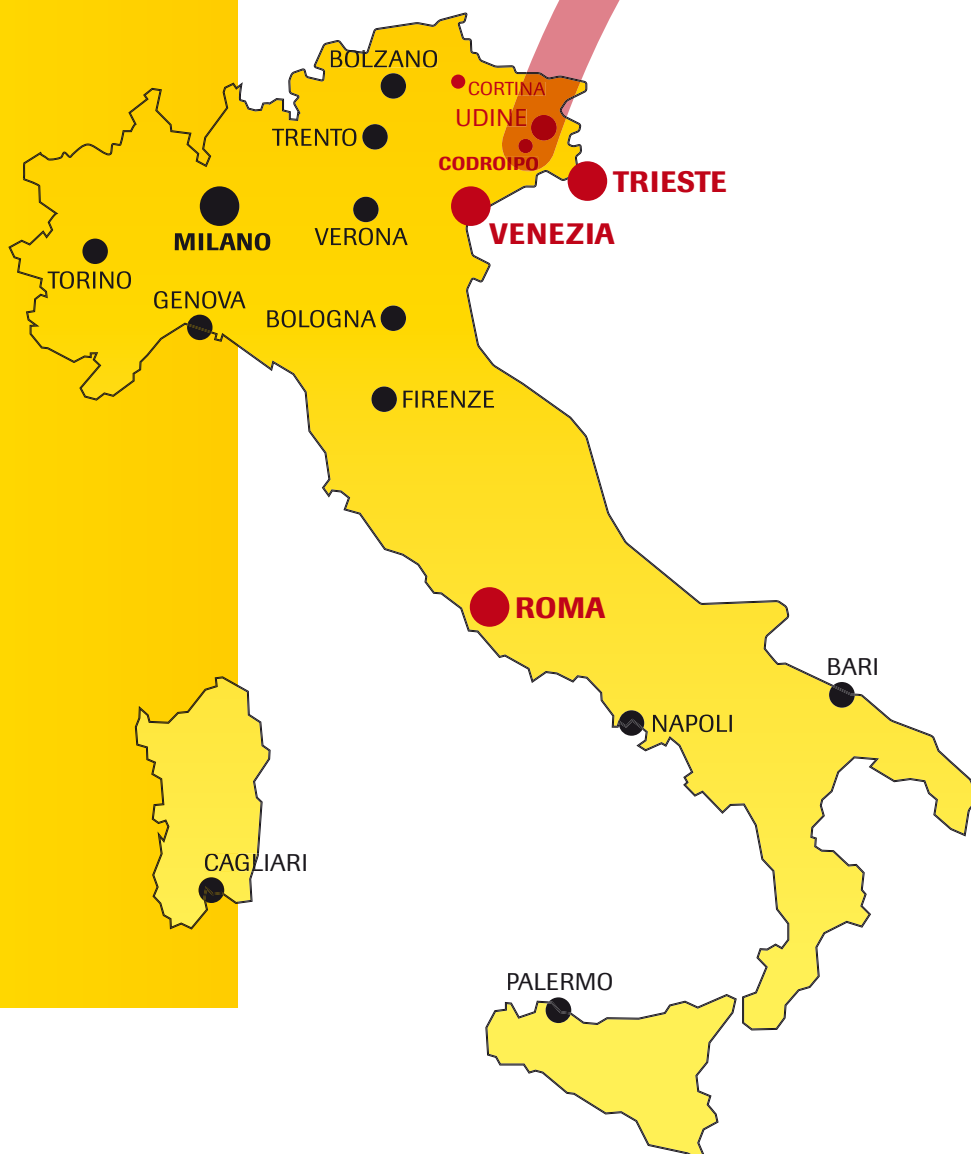 BOLZANO
CORTINA
UDINE
TRENTO
CODROIPO
TRIESTE
MILANO
VERONA
VENEZIA
TORINO
GENOVA
BOLOGNA
FIRENZE
ROMA
BARI
NAPOLI
CAGLIARI
PALERMO